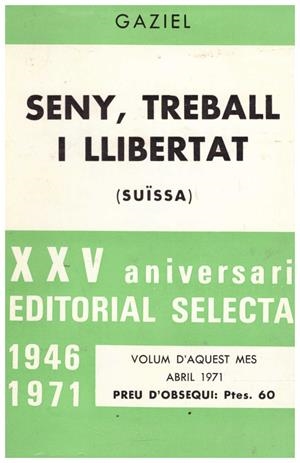 GAZIEL
SENY, TREBALL
I LLIBERTAT
(SUÏSSA)
XXV aniversari
EDITORIAL SELECTA
1946
1971
VOLUM D'AQUEST MES
ABRIL 1971
PREU D'OBSEQUI: Ptes. 60